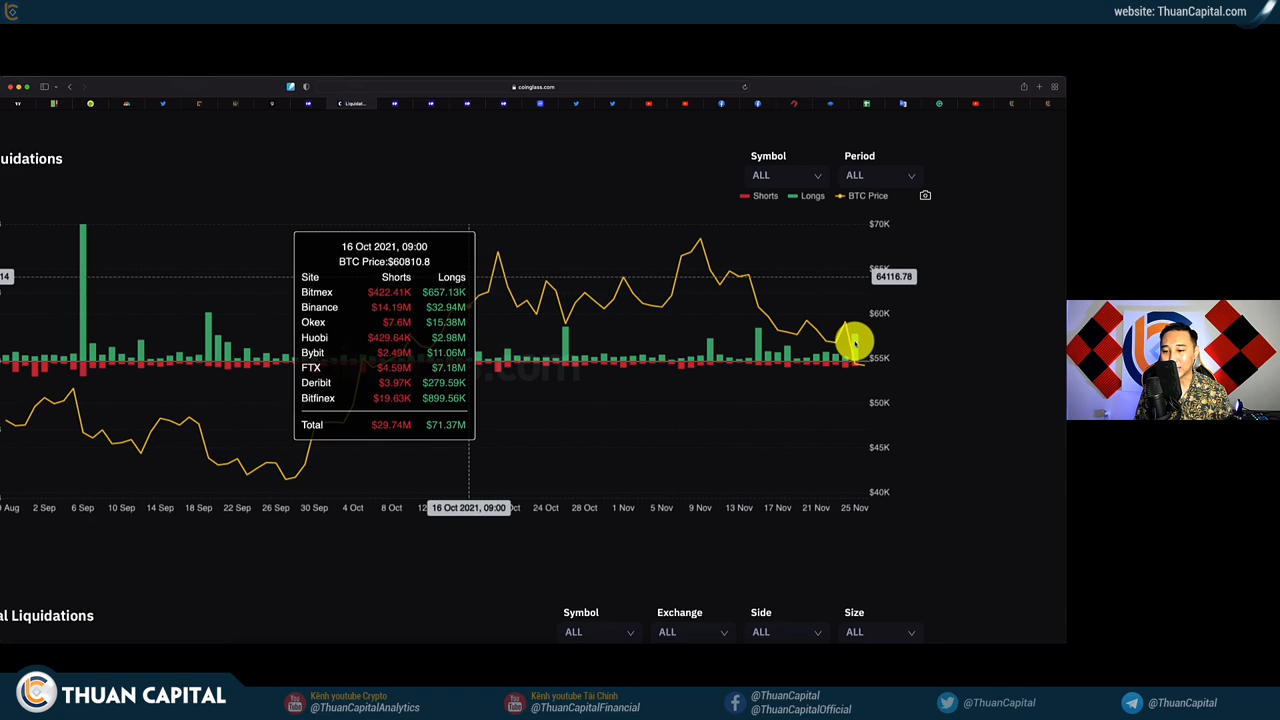 website: ThuanCapital.com
coinglass.com
Liquidat...
uidations
Symbol
Period
ALL
ALL
Shorts
Longs
BTC Price
$70K
16 Oct 2021, 09:00
BTC Price:$60810.8
Site Shorts Longs
Bitmex $422.41K $657.13K
Binance $14.19M $32.94M
Okex $7.6M $15.38M
Huobi $429.64K $2.98M
Bybit $2.49M $11.06M
FTX $4.59M $7.18M
Deribit $3.97K $279.59K
Bitfinex $19.63K $899.56K
Total $29.74M $71.37M
14
64116.78
$60K
$55K
$50K
$45K
$40K
Aug 2 Sep 6 Sep 10 Sep 14 Sep 18 Sep 22 Sep 26 Sep 30 Sep 4 Oct 8 Oct 12 16 Oct 2021, 09:00 Oct 24 Oct 28 Oct 1 Nov 5 Nov 9 Nov 13 Nov 17 Nov 21 Nov 25 Nov
al Liquidations
Symbol Exchange Side Size
ALL ALL ALL ALL
THUAN CAPITAL
Kênh youtube Crypto
@ThuanCapitalAnalytics
Kênh youtube Tài Chính
@ThuanCapitalFinancial
@ThuanCapital
@ThuanCapitalOfficial
@ThuanCapital
@ThuanCapital